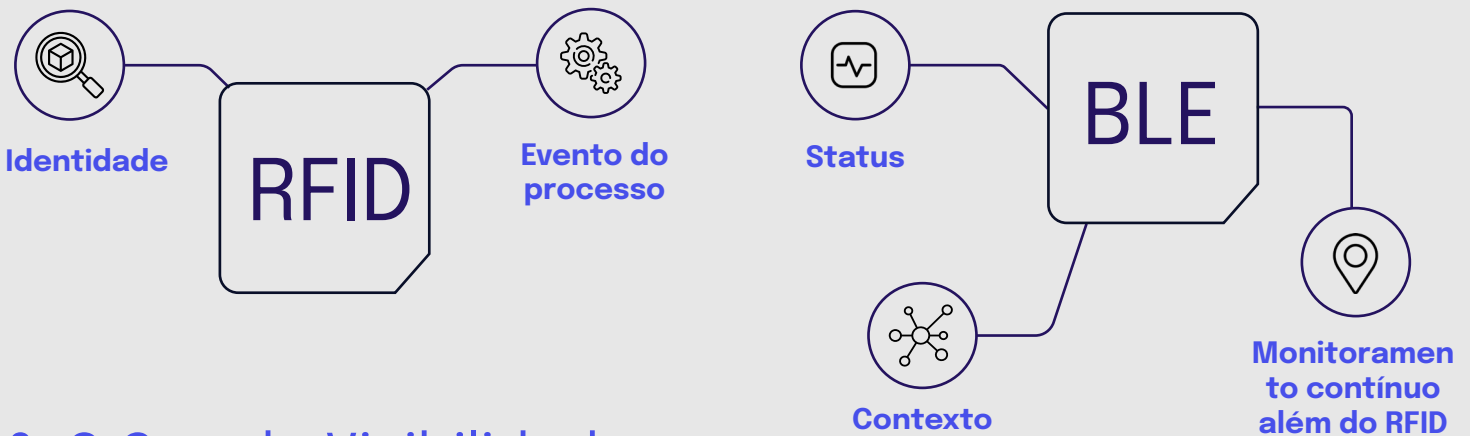 Identidade
RFID
Evento do
processo
Status
BLE
Contexto
Monitoramen
to contínuo
além do RFID